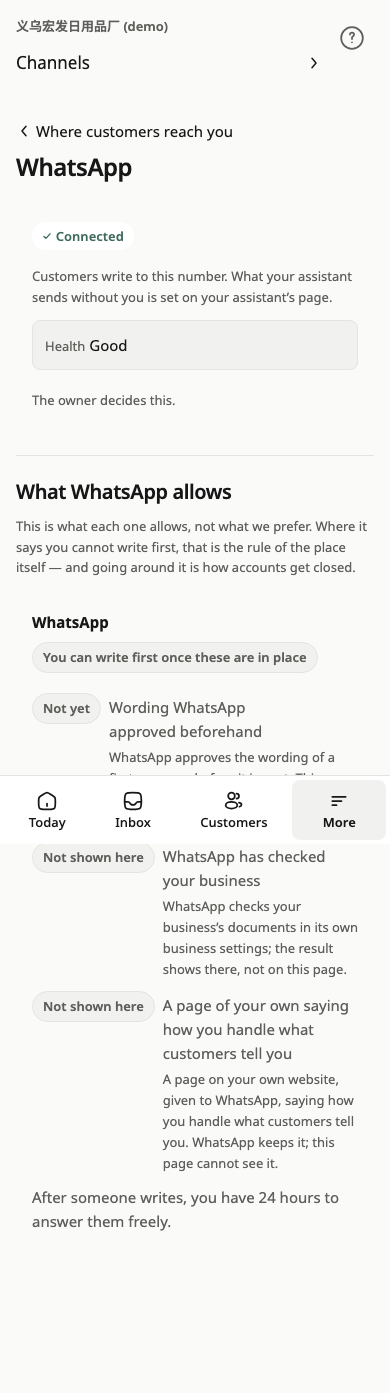 义乌宏发日用品厂 (demo)
Channels
Where customers reach you
WhatsApp
Connected
Customers write to this number. What your assistant
sends without you is set on your assistant's page.
Health Good
The owner decides this.
What WhatsApp allows
This is what each one allows, not what we prefer. Where it
says you cannot write first, that is the rule of the place
itself — and going around it is how accounts get closed.
WhatsApp
You can write first once these are in place
Not yet
Wording WhatsApp
approved beforehand
WhatsApp approves the wording of a
Today
Inbox
Customers
More
Not shown here
WhatsApp has checked
your business
WhatsApp checks your
business's documents in its own
business settings; the result
shows there, not on this page.
Not shown here
A page of your own saying
how you handle what
customers tell you
A page on your own website,
given to WhatsApp, saying how
you handle what customers tell
you. WhatsApp keeps it; this
page cannot see it.
After someone writes, you have 24 hours to
answer them freely.